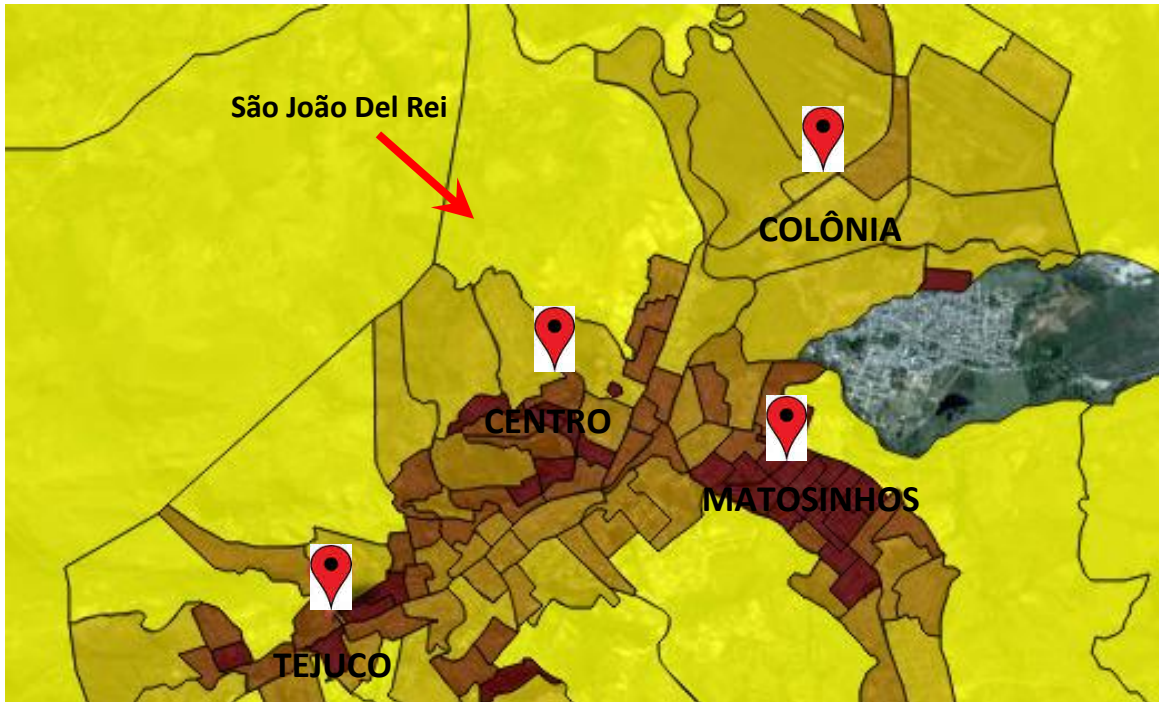 São João Del Rei
COLÔNIA
CENTRO
MATOSINHOS
TEJUCO